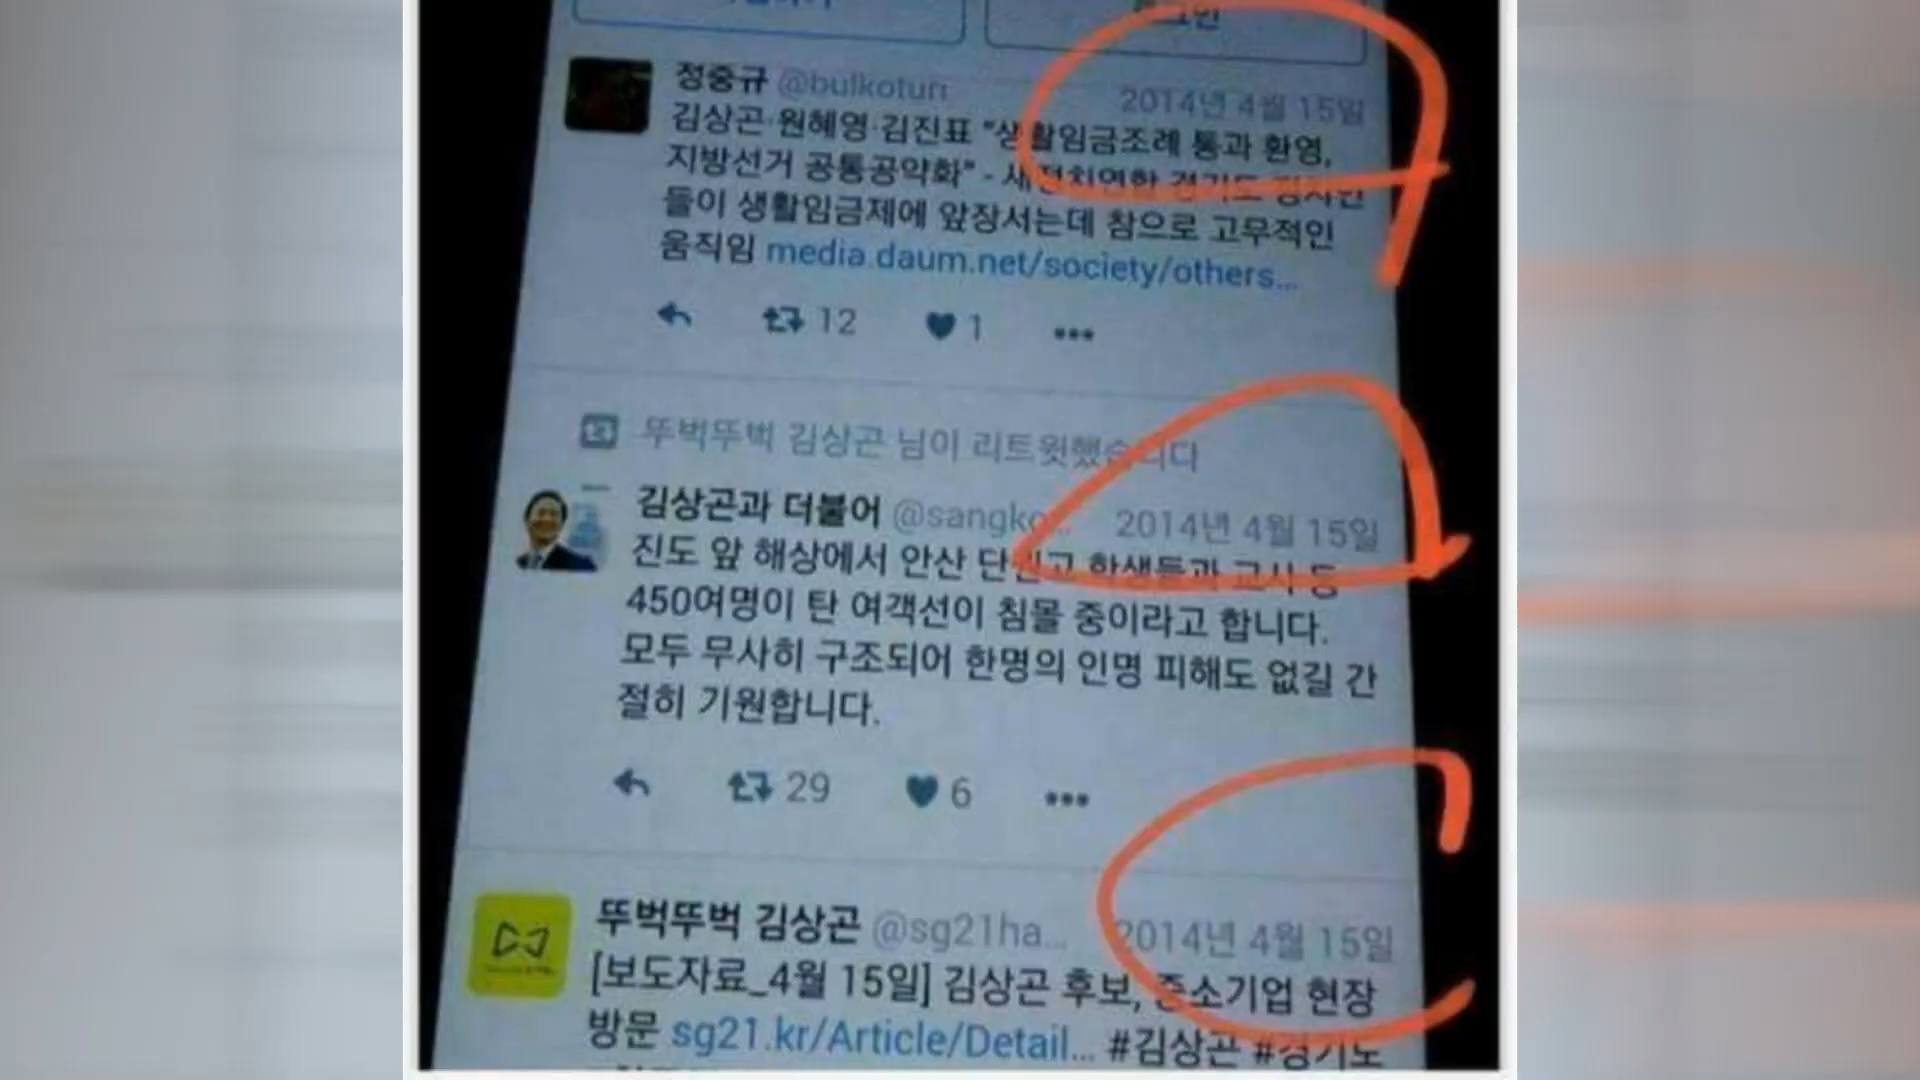 로그인
정중규 @bulkoturi 2014년 4월 15일
김상곤·원혜영·김진표 "생활임금조례 통과 환영,
지방선거 공통공약화" - 새정치연합 경기도
들이 생활임금제에 앞장서는데 참으로 고무적인
움직임 media.daum.net/society/others...
12 1
뚜벅뚜벅 김상곤 님이 리트윗했습니다
김상곤과 더불어 @sangko... 2014년 4월 15일
진도 앞 해상에서 안산 단원고 학생들과 교사 등
450여명이 탄 여객선이 침몰 중이라고 합니다.
모두 무사히 구조되어 한명의 인명 피해도 없길 간
절히 기원합니다.
29 6
뚜벅뚜벅 김상곤 @sg21ha... 2014년 4월 15일
[보도자료_4월 15일] 김상곤 후보, 중소기업 현장
방문 sg21.kr/Article/Detail... #김상곤 #경기도